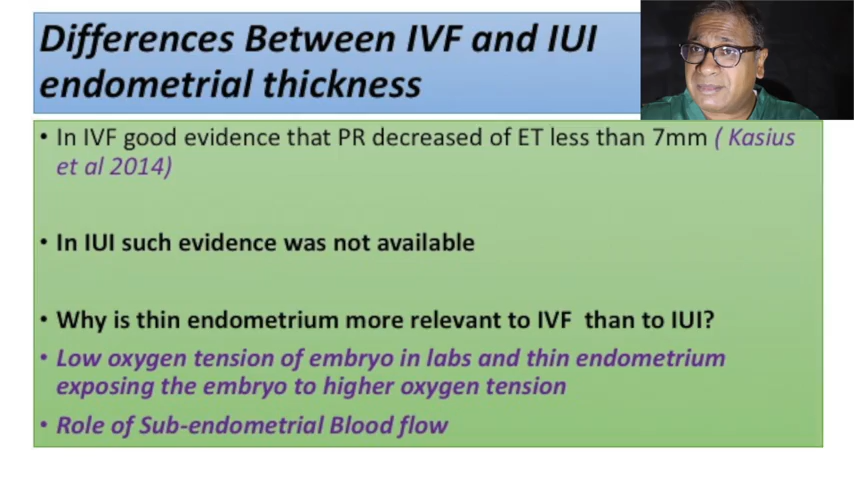 Differences Between IVF and IUI
endometrial thickness
• In IVF good evidence that PR decreased of ET less than 7mm ( Kasius
et al 2014)
• In IUI such evidence was not available
• Why is thin endometrium more relevant to IVF than to IUI?
• Low oxygen tension of embryo in labs and thin endometrium
exposing the embryo to higher oxygen tension
• Role of Sub-endometrial Blood flow